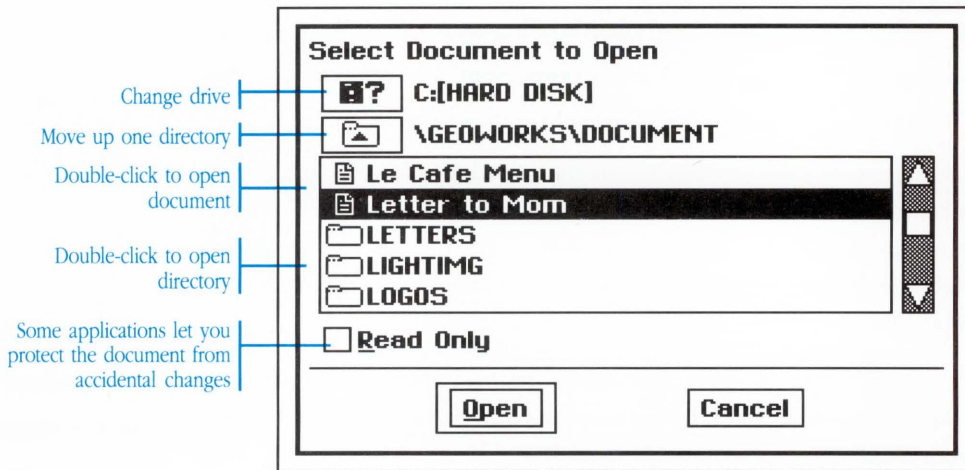 Select Document to Open
Change drive
? C:[HARD DISK]
Move up one directory
\GEOWORKS\DOCUMENT
Double-click to open
document
Le Cafe Menu
Letter to Mom
Double-click to open
directory
LETTERS
LIGHTIMG
LOGOS
Some applications let you
protect the document from
accidental changes
Read Only
Open
Cancel